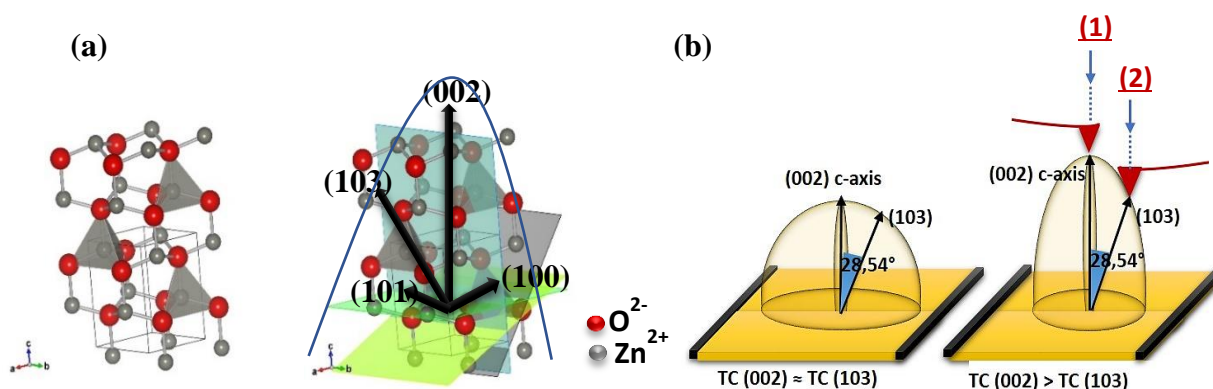 (a)
(002)
(103)
(101)
(100)
c
a
b
c
a
b
O2-
Zn2+
(b)
(1)
(2)
(002) c-axis
(103)
28,54°
TC (002) ≈ TC (103)
(002) c-axis
(103)
28,54°
TC (002) > TC (103)